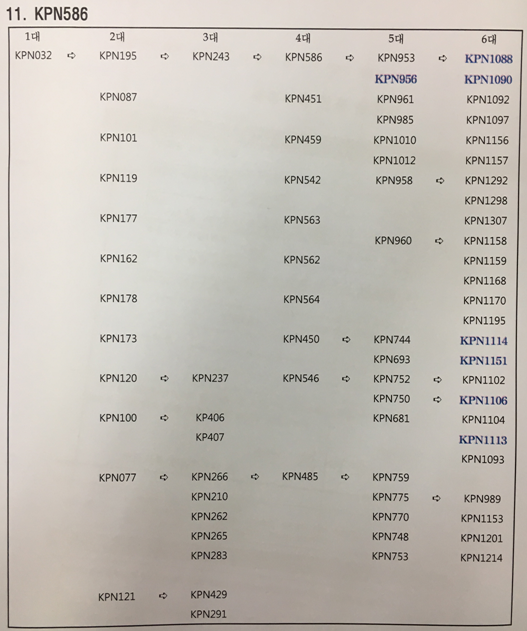 11. KPN586
1대 2대 3대 4대 5대 6대
KPN032 ➪ KPN195 ➪ KPN243 ➪ KPN586 ➪ KPN953 ➪ KPN1088
KPN956 KPN1090
KPN087 KPN451 KPN961 KPN1092
KPN985 KPN1097
KPN101 KPN459 KPN1010 KPN1156
KPN1012 KPN1157
KPN119 KPN542 KPN958 ➪ KPN1292
KPN1298
KPN177 KPN563 KPN1307
KPN960 ➪ KPN1158
KPN162 KPN562 KPN1159
KPN1168
KPN178 KPN564 KPN1170
KPN1195
KPN173 KPN450 ➪ KPN744 KPN1114
KPN693 KPN1151
KPN120 ➪ KPN237 KPN546 ➪ KPN752 ➪ KPN1102
KPN750 ➪ KPN1106
KPN100 ➪ KP406 KPN681 KPN1104
KP407 KPN1113
KPN1093
KPN077 ➪ KPN266 ➪ KPN485 ➪ KPN759
KPN210 KPN775 ➪ KPN989
KPN262 KPN770 KPN1153
KPN265 KPN748 KPN1201
KPN283 KPN753 KPN1214
KPN121 ➪ KPN429
KPN291